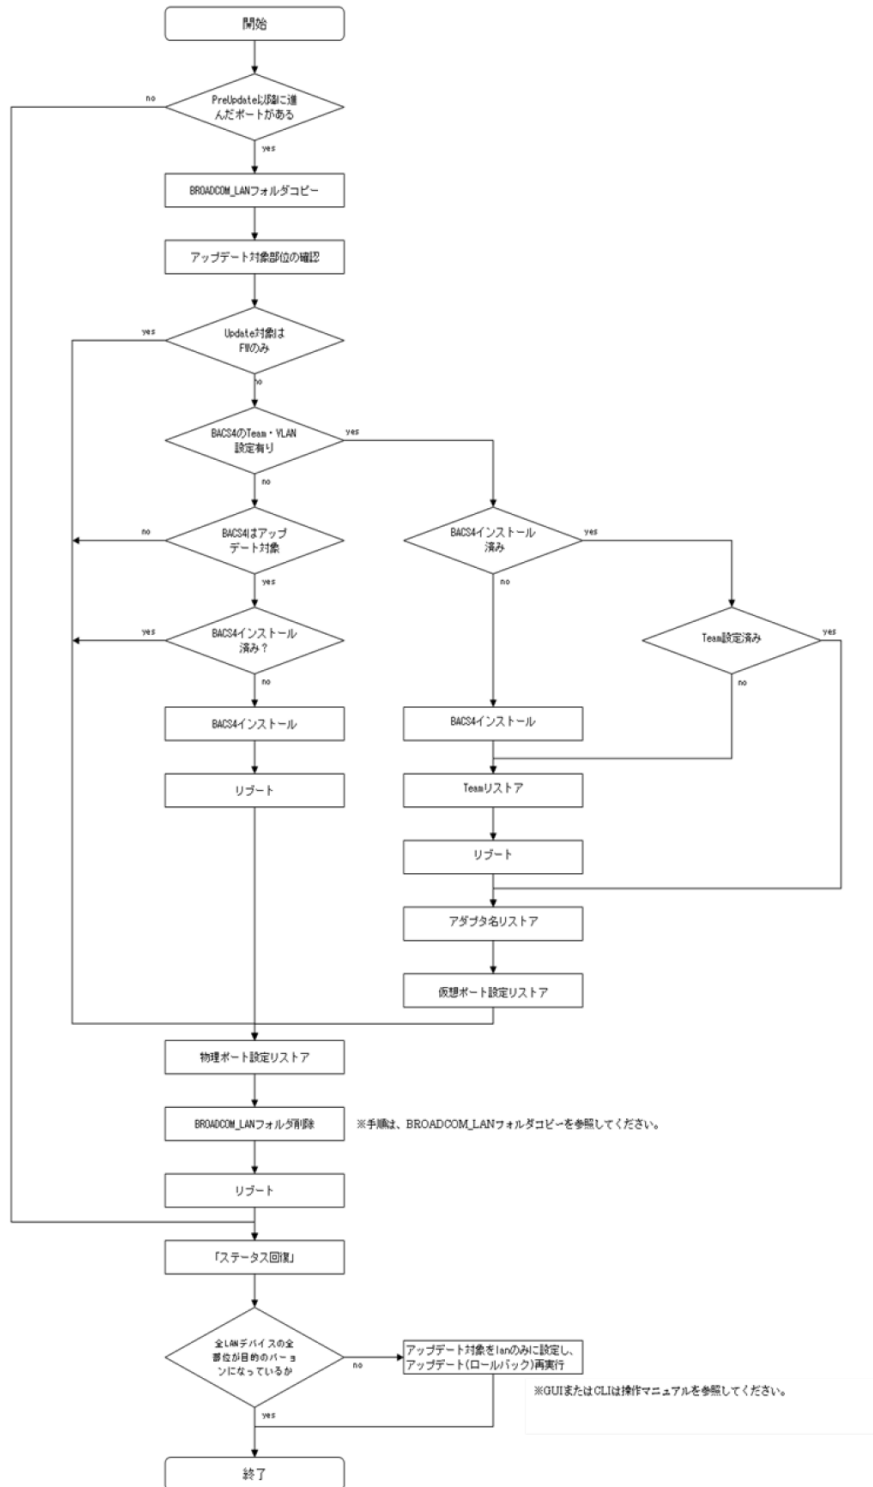 開始
PreUpdate以降に進
んだポートがある
no
yes
BROADCOM_LANフォルダコピー
アップデート対象部位の確認
Update対象は
FWのみ
yes
no
BACS4のTeam・VLAN
設定有り
yes
no
BACS4はアップ
デート対象
no
yes
BACS4インストール
済み
yes
no
BACS4インストール
済み？
yes
no
Team設定済み
yes
no
BACS4インストール
BACS4インストール
リブート
Teamリストア
リブート
アダプタ名リストア
仮想ポート設定リストア
物理ポート設定リストア
BROADCOM_LANフォルダ削除
※手順は、BROADCOM_LANフォルダコピーを参照してください。
リブート
「ステータス回復」
全LANデバイスの全
部位が目的のバージョ
ンになっているか
no
yes
アップデート対象をlanのみに設定し、
アップデート(ロールバック)再実行
※GUIまたはCLIは操作マニュアルを参照してください。
終了